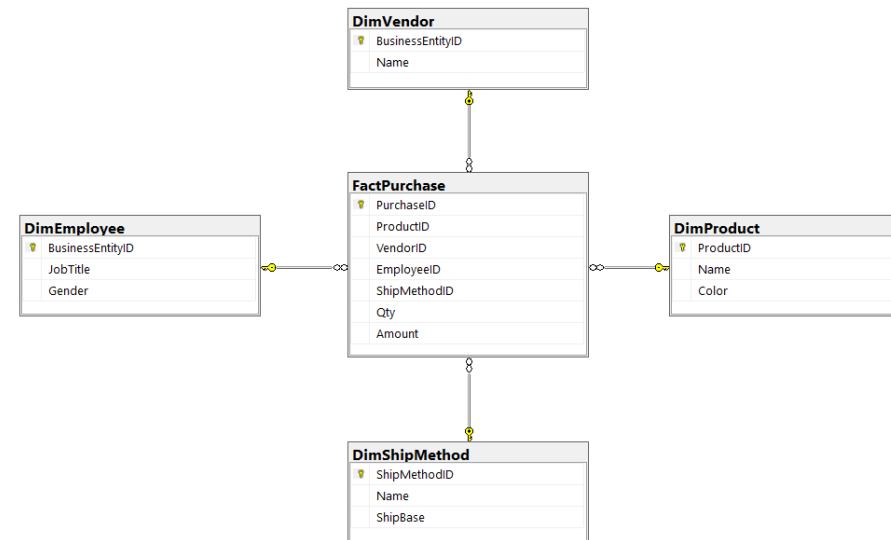 DimVendor
BusinessEntityID
Name
FactPurchase
PurchaseID
ProductID
VendorID
EmployeeID
ShipMethodID
Qty
Amount
DimEmployee
BusinessEntityID
JobTitle
Gender
DimProduct
ProductID
Name
Color
DimShipMethod
ShipMethodID
Name
ShipBase